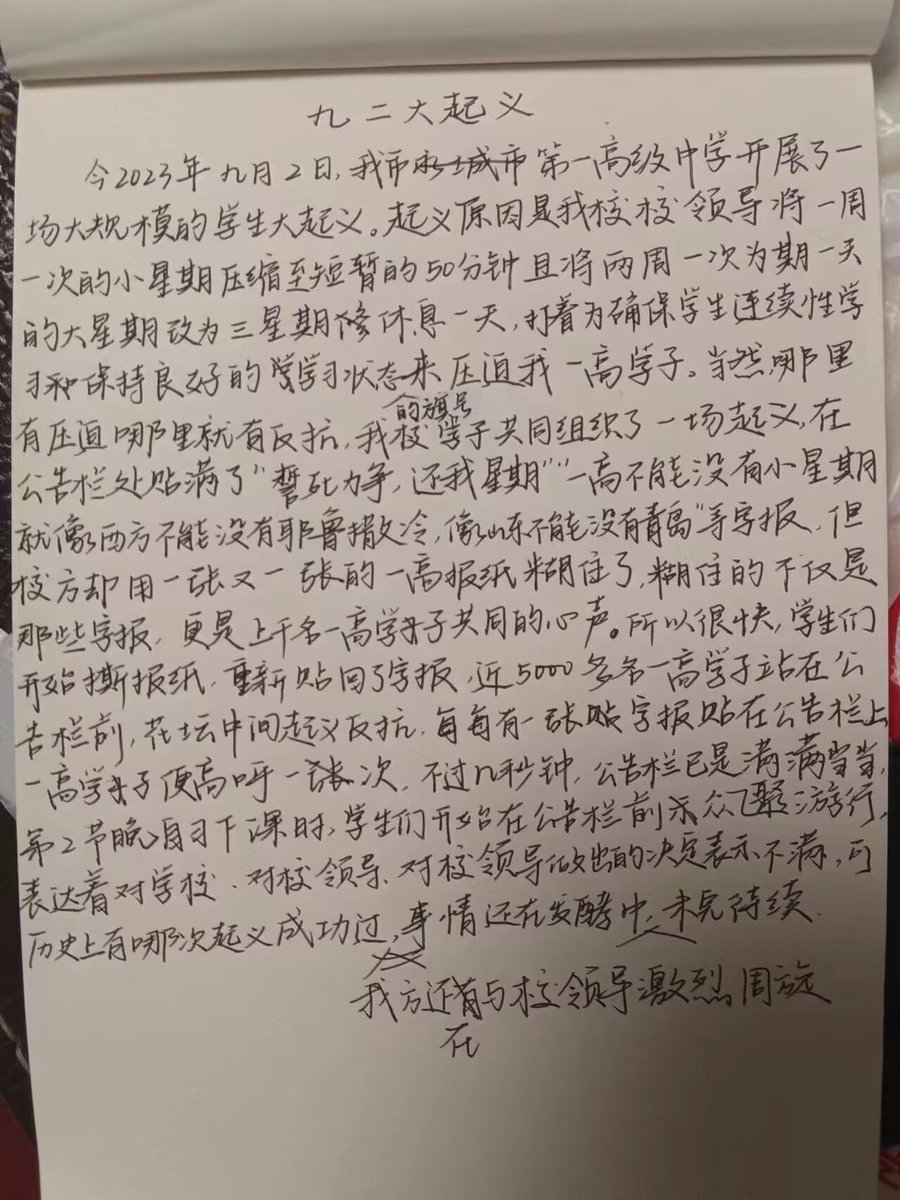 九二大起义
今2023年九月2日，我市永城市第一高级中学开展了一
场大规模的学生大起义。起义原因是我校校领导将一周
一次的小星期压缩至短暂的50分钟且将两周一次为期一天
的大星期改为三星期修休息一天，打着为确保学生连续性学
习和保持良好的学习状态来压迫我一高学子。当然哪里
的旗号
有压迫哪里就有反抗，我校学子共同组织了一场起义，在
公告栏处贴满了“誓死力争，还我星期”“一高不能没有小星期
就像西方不能没有耶路撒冷，像山东不能没有青岛”等字报，但
校方却用一张又一张的一高报纸糊住了，糊住的不仅是
那些字报，更是上千名一高学子共同的心声。所以很快，学生们
开始撕报纸，重新贴回了字报，近5000多名一高学子站在公
告栏前，花坛中间起义反抗，每每有一张贴字报贴在公告栏上
一高学子便高呼一张次，不过几秒钟，公告栏已是满满当当，
第2节晚自习下课时，学生们开始在公告栏前示众聚游行，
表达着对学校、对校领导、对校领导做出的决定表示不满，可
历史上有哪次起义成功过，事情还在发酵中，未完待续
我方还有与校领导激烈周旋
在